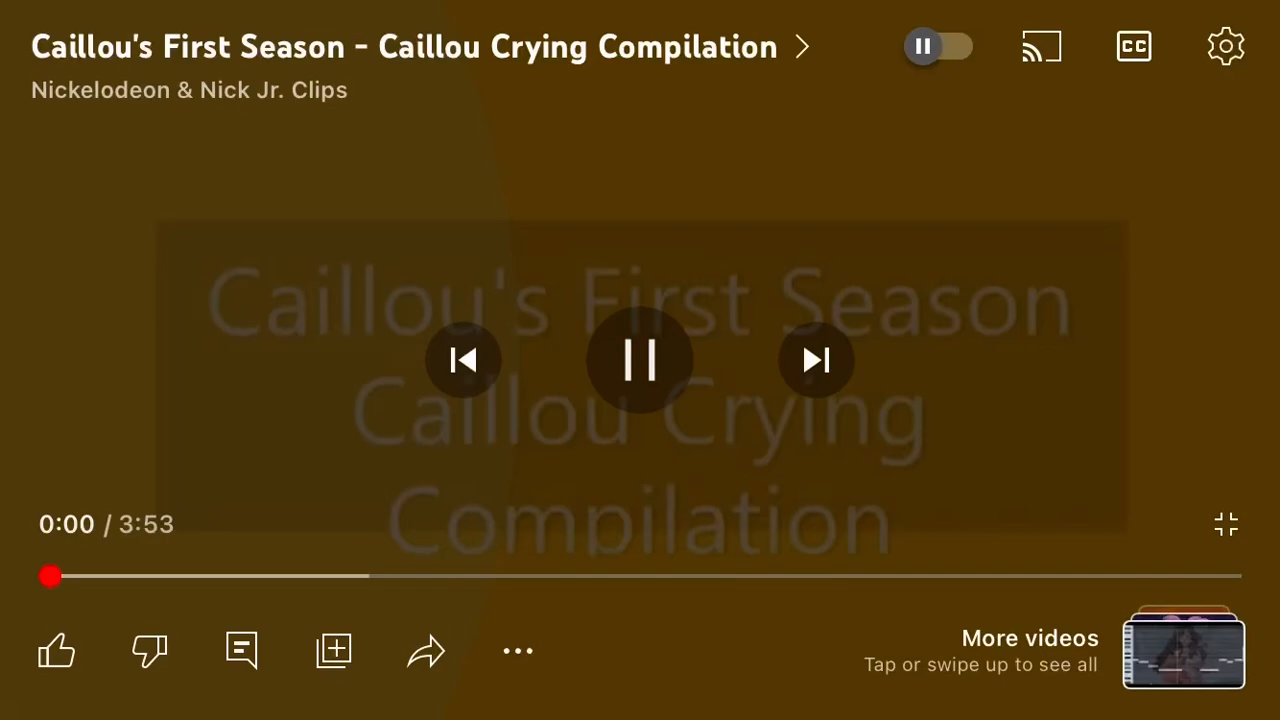 Caillou's First Season - Caillou Crying Compilation
Nickelodeon & Nick Jr. Clips
CC
Caillou's First Season
Caillou Crying
Compilation
0:00 / 3:53
More videos
Tap or swipe up to see all